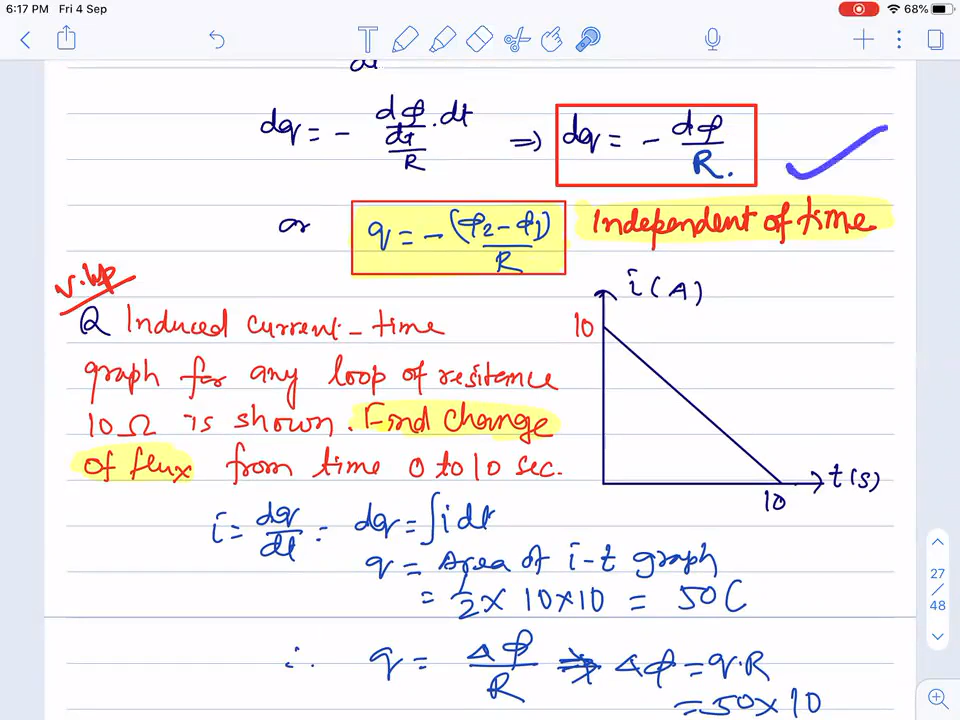 6:17 PM Fri 4 Sep
68%
dt
dq = - dφ/dt/R . dt ⇒ dq = - dφ/R.
or q = - (φ2 - φ1)/R Independent of time
V. Imp
i(A)
Q Induced current - time
10
graph for any loop of resistence
10 Ω is shown. Find change
of flux from time 0 to 10 sec.
t(s)
10
i = dq/dt = dq = ∫ i dt
q = Area of i-t graph
= 1/2 × 10 × 10 = 50 C
27
/
48
∴ q = Δφ/R ⇒ Δφ = q.R
= 50 × 10